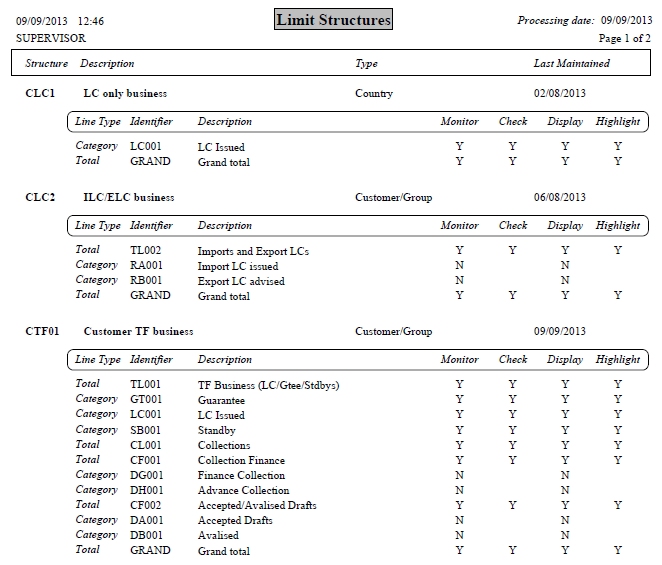 09/09/2013 12:46 Limit Structures Processing date: 09/09/2013
SUPERVISOR Page 1 of 2
Structure Description Type Last Maintained
CLC1 LC only business Country 02/08/2013
Line Type Identifier Description Monitor Check Display Highlight
Category LC001 LC Issued Y Y Y Y
Total GRAND Grand total Y Y Y Y
CLC2 ILC/ELC business Customer/Group 06/08/2013
Line Type Identifier Description Monitor Check Display Highlight
Total TL002 Imports and Export LCs Y Y Y Y
Category RA001 Import LC issued N N
Category RB001 Export LC advised N N
Total GRAND Grand total Y Y Y Y
CTF01 Customer TF business Customer/Group 09/09/2013
Line Type Identifier Description Monitor Check Display Highlight
Total TL001 TF Business (LC/Gtee/Stdbys) Y Y Y Y
Category GT001 Guarantee Y Y Y Y
Category LC001 LC Issued Y Y Y Y
Category SB001 Standby Y Y Y Y
Total CL001 Collections Y Y Y Y
Total CF001 Collection Finance Y Y Y Y
Category DG001 Finance Collection N N
Category DH001 Advance Collection N N
Total CF002 Accepted/Avalised Drafts Y Y Y Y
Category DA001 Accepted Drafts N N
Category DB001 Avalised N N
Total GRAND Grand total Y Y Y Y